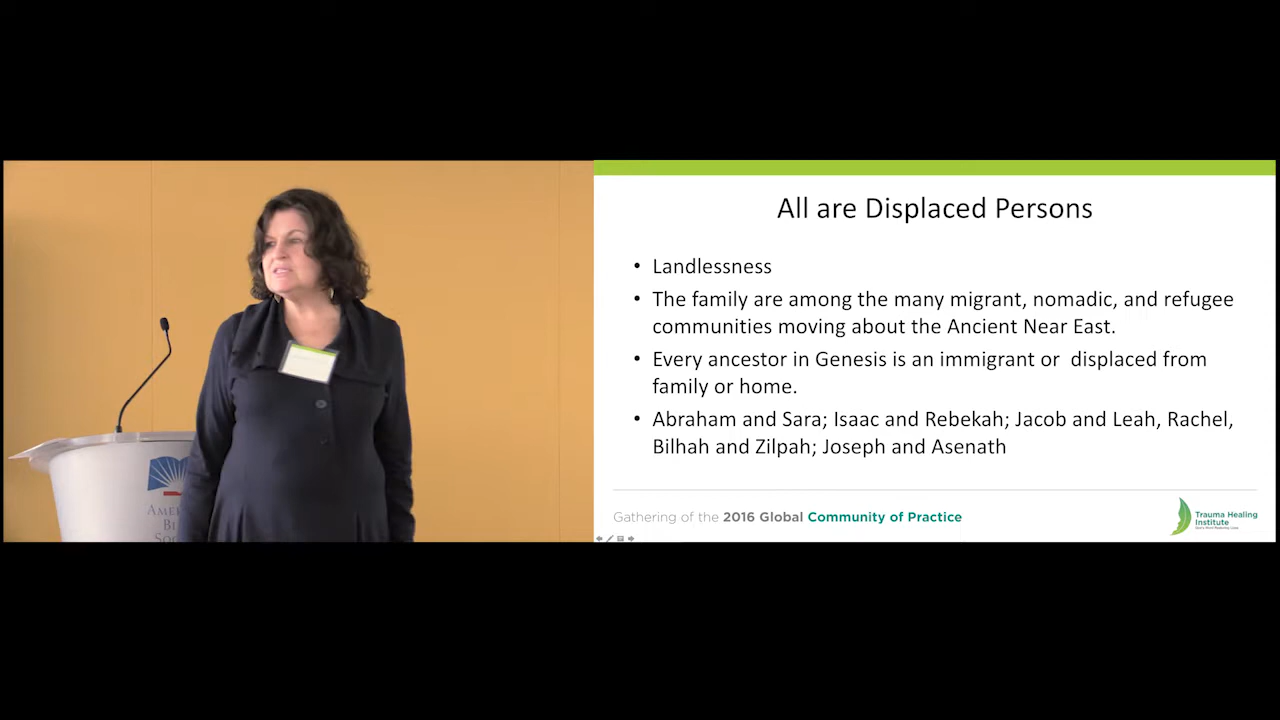 All are Displaced Persons
• Landlessness
• The family are among the many migrant, nomadic, and refugee
communities moving about the Ancient Near East.
• Every ancestor in Genesis is an immigrant or  displaced from
family or home.
• Abraham and Sara; Isaac and Rebekah; Jacob and Leah, Rachel,
Bilhah and Zilpah; Joseph and Asenath
Gathering of the 2016 Global Community of Practice
Trauma Healing
Institute